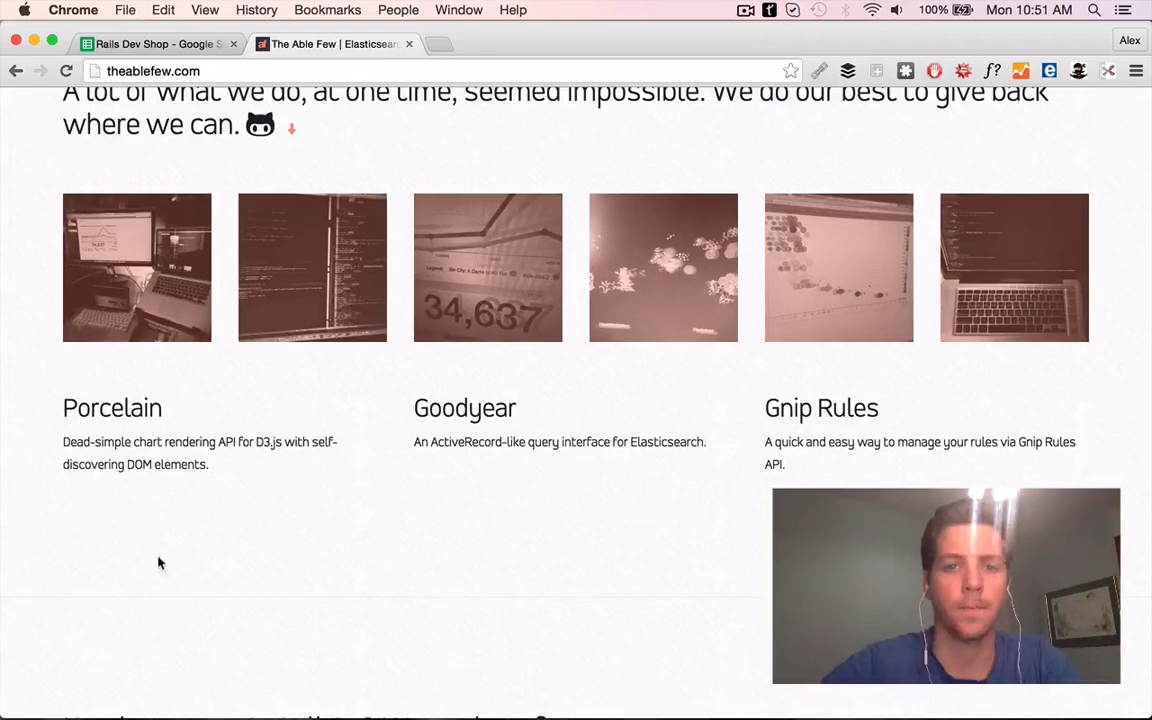 Chrome File Edit View History Bookmarks People Window Help 100% Mon 10:51 AM
Rails Dev Shop - Google S
The Able Few | Elasticsear
Alex
theablefew.com
f?
A lot of what we do, at one time, seemed impossible. We do our best to give back
where we can.
34,637
Porcelain
Dead-simple chart rendering API for D3.js with self-
discovering DOM elements.
Goodyear
An ActiveRecord-like query interface for Elasticsearch.
Gnip Rules
A quick and easy way to manage your rules via Gnip Rules
API.